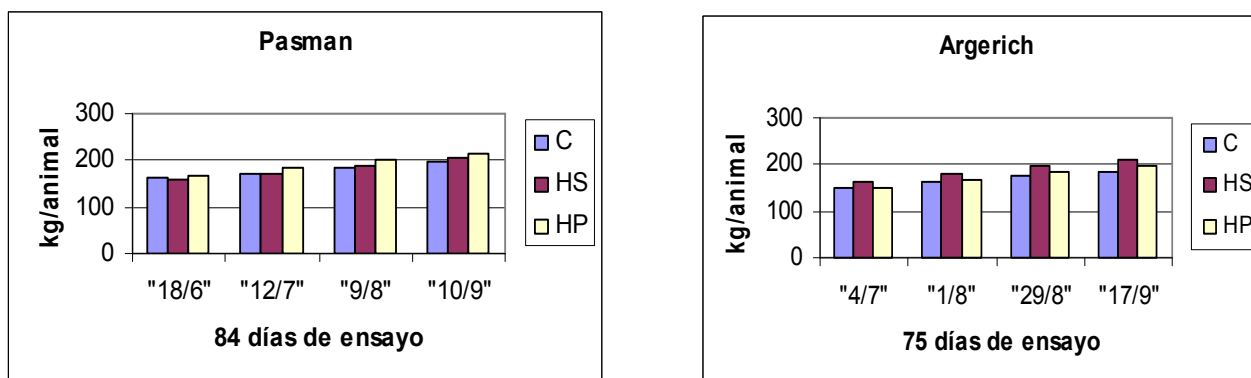 Pasman
300
200
100
0
kg/animal
"18/6" "12/7" "9/8" "10/9"
84 días de ensayo
C
HS
HP
Argerich
300
200
100
0
kg/animal
"4/7" "1/8" "29/8" "17/9"
75 días de ensayo
C
HS
HP